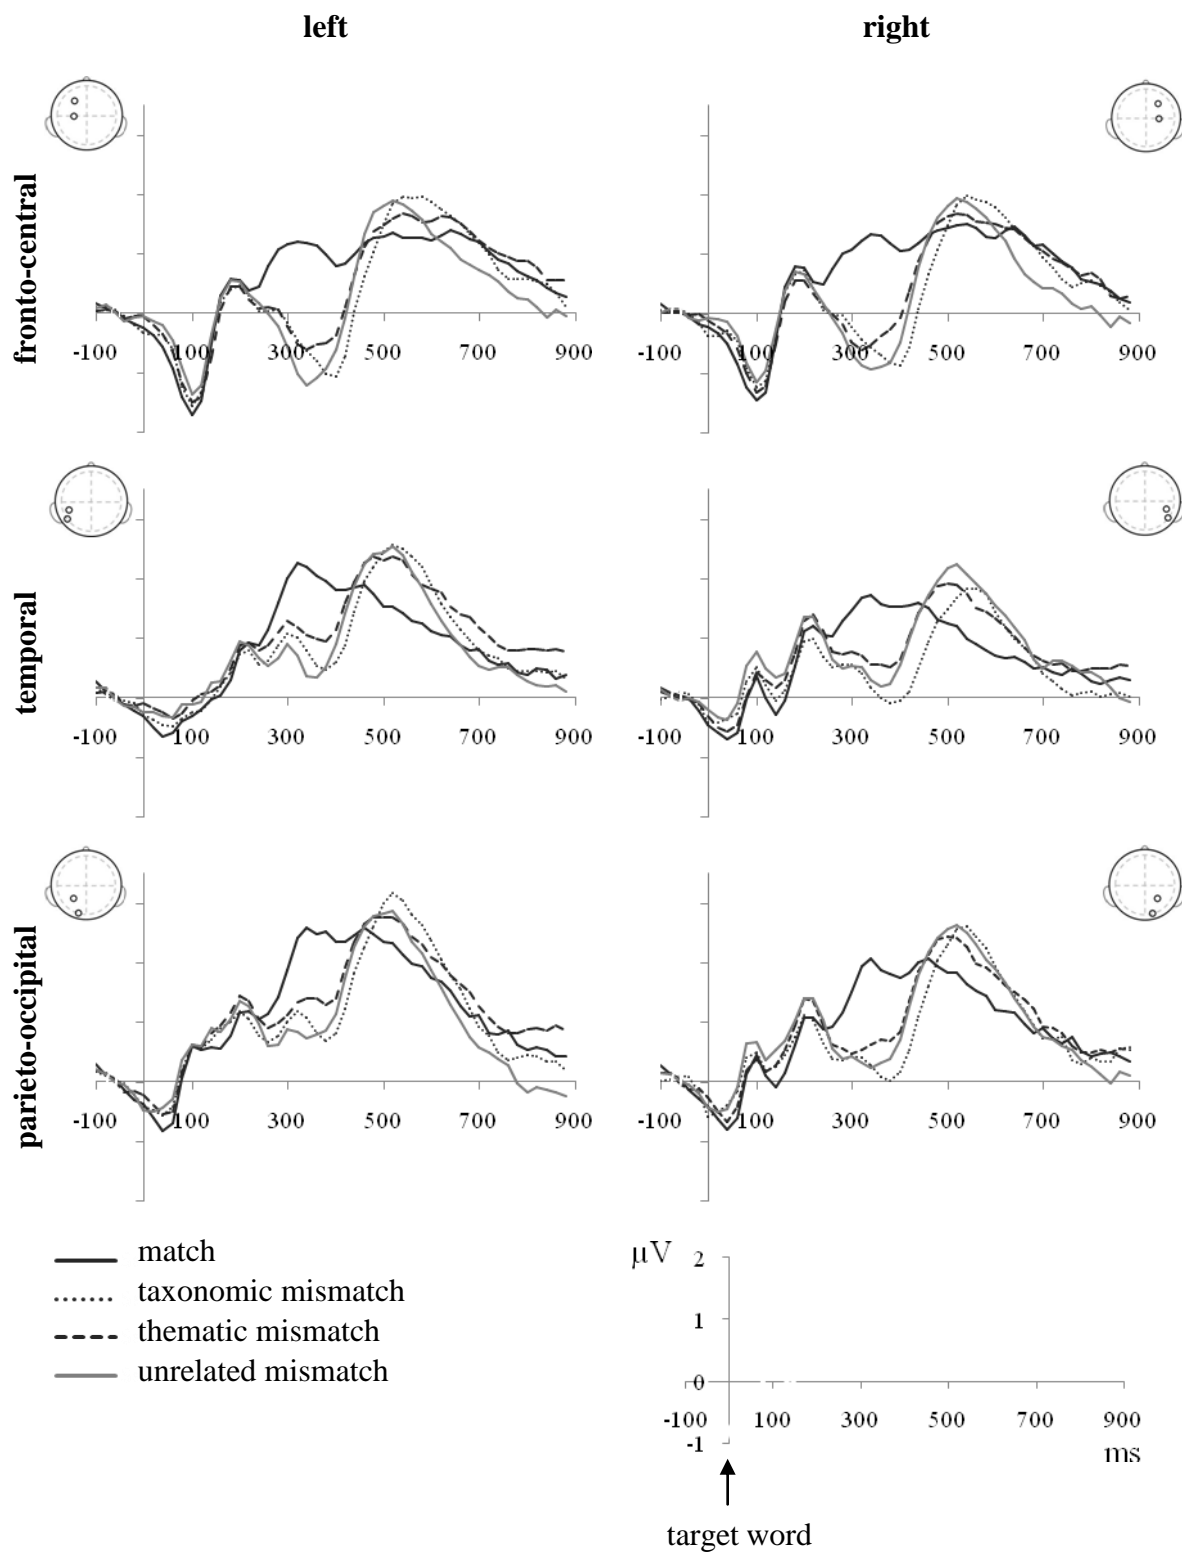 left right
fronto-central
-100 100 300 500 700 900 -100 100 300 500 700 900
temporal
-100 100 300 500 700 900 -100 100 300 500 700 900
parieto-occipital
-100 100 300 500 700 900 -100 100 300 500 700 900
match
taxonomic mismatch
thematic mismatch
unrelated mismatch
μV 2
1
0
-100 100 300 500 700 900
-1
ms
target word